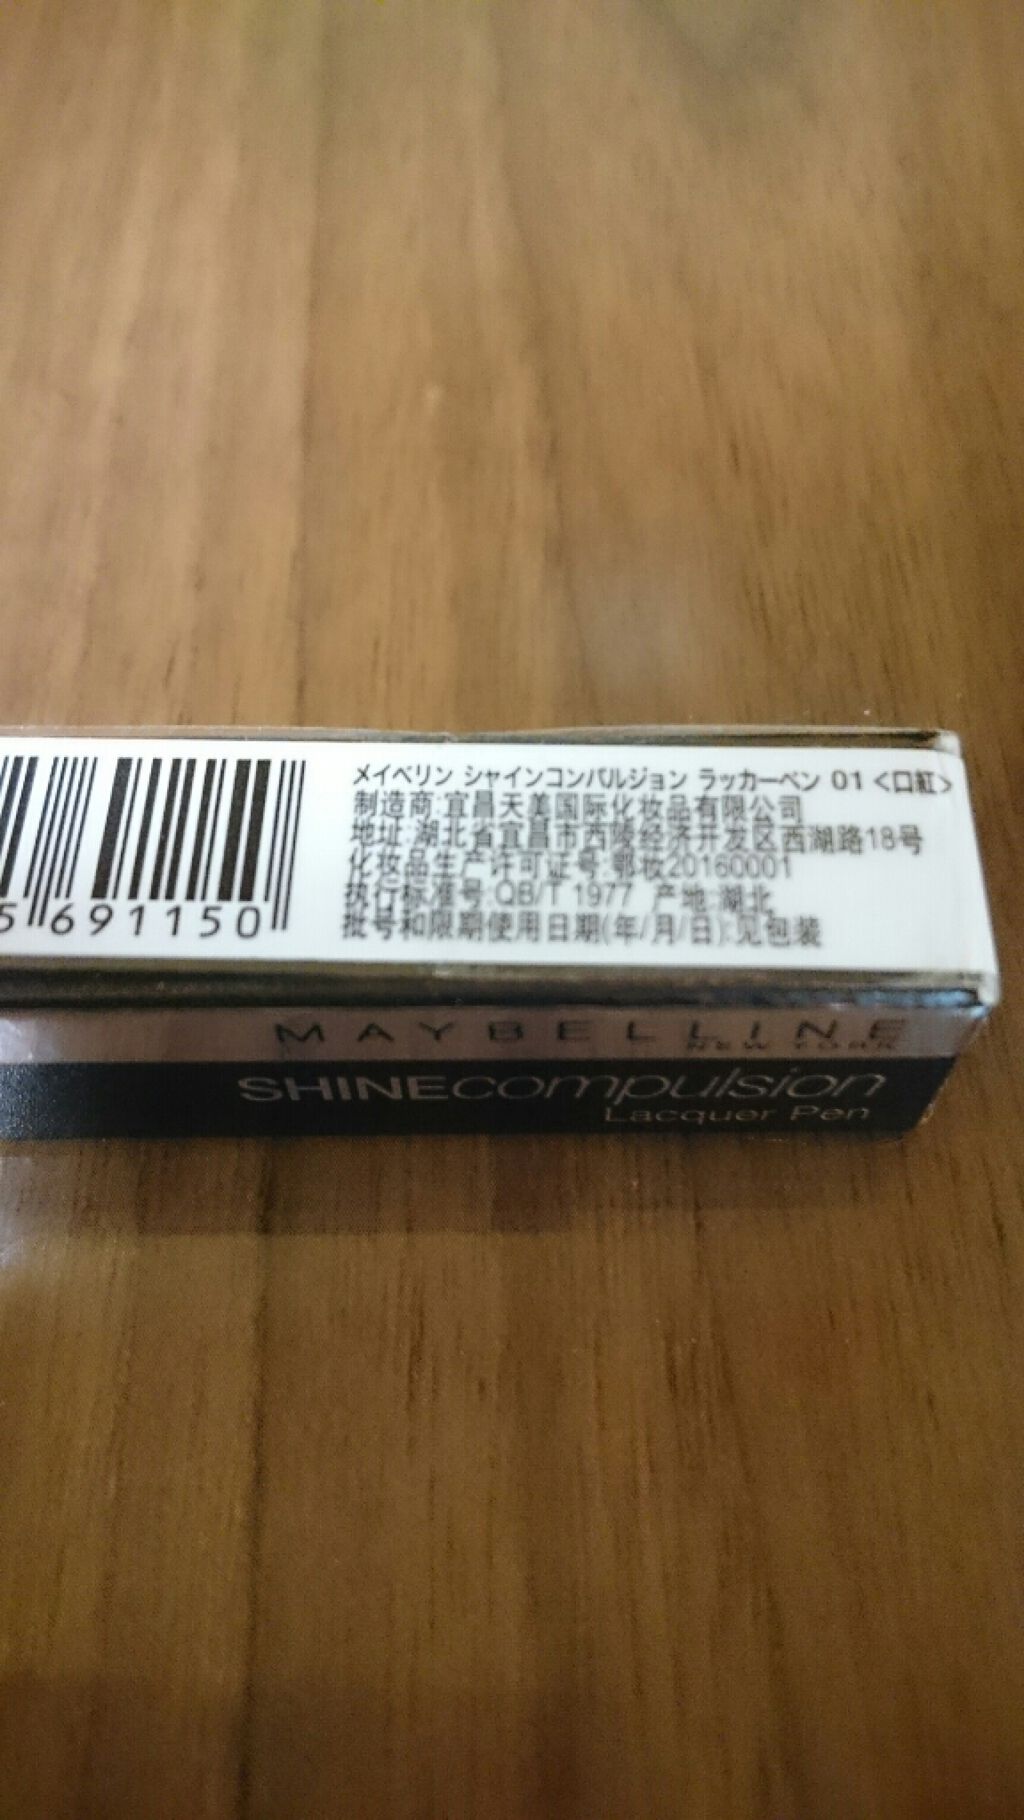 メイベリン シャインコンパルジョン ラッカーペン 01 <口紅>
制造商:宜昌天美国际化妆品有限公司
地址:湖北省宜昌市西陵经济开发区西湖路18号
化妆品生产许可证号:鄂妆20160001
执行标准号:QB/T 1977 产地:湖北
批号和限期使用日期(年/月/日):见包装
5 691150
MAYBELLINE
NEW YORK
SHINEcompulsion
Lacquer Pen